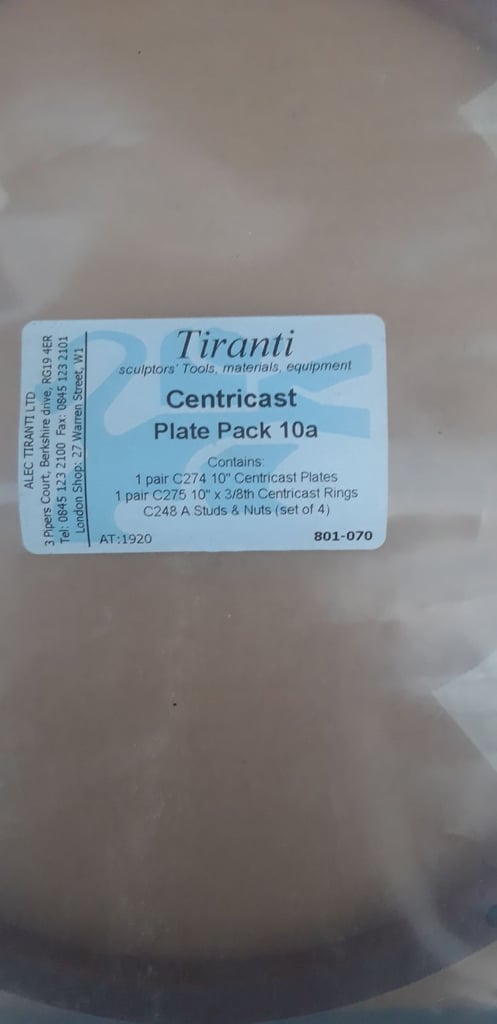 Tiranti
sculptors' Tools, materials, equipment
Centricast
Plate Pack 10a
Contains:
1 pair C274 10" Centricast Plates
1 pair C275 10" x 3/8th Centricast Rings
C248 A Studs & Nuts (set of 4)
AT:1920 801-070
ALEC TIRANTI LTD
3 Pipers Court, Berkshire drive, RG19 4ER
Tel: 0845 123 2100 Fax: 0845 123 2101
London Shop: 27 Warren Street, W1